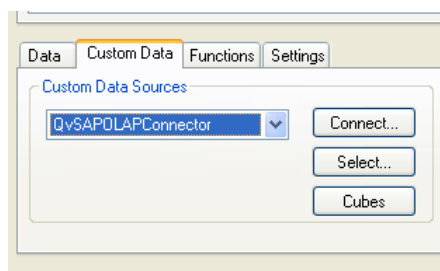 Data Custom Data Functions Settings
Custom Data Sources
QvSAPOLAPConnector Connect...
Select...
Cubes